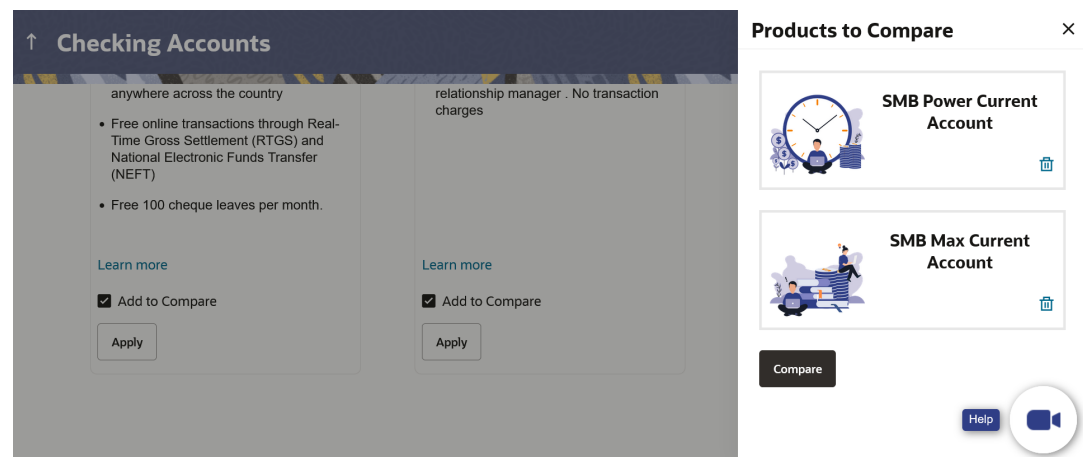 ↑ Checking Accounts
anywhere across the country
• Free online transactions through Real-
Time Gross Settlement (RTGS) and
National Electronic Funds Transfer
(NEFT)
• Free 100 cheque leaves per month.
Learn more
Add to Compare
Apply
relationship manager . No transaction
charges
Learn more
Add to Compare
Apply
Products to Compare
SMB Power Current
Account
SMB Max Current
Account
Compare
Help